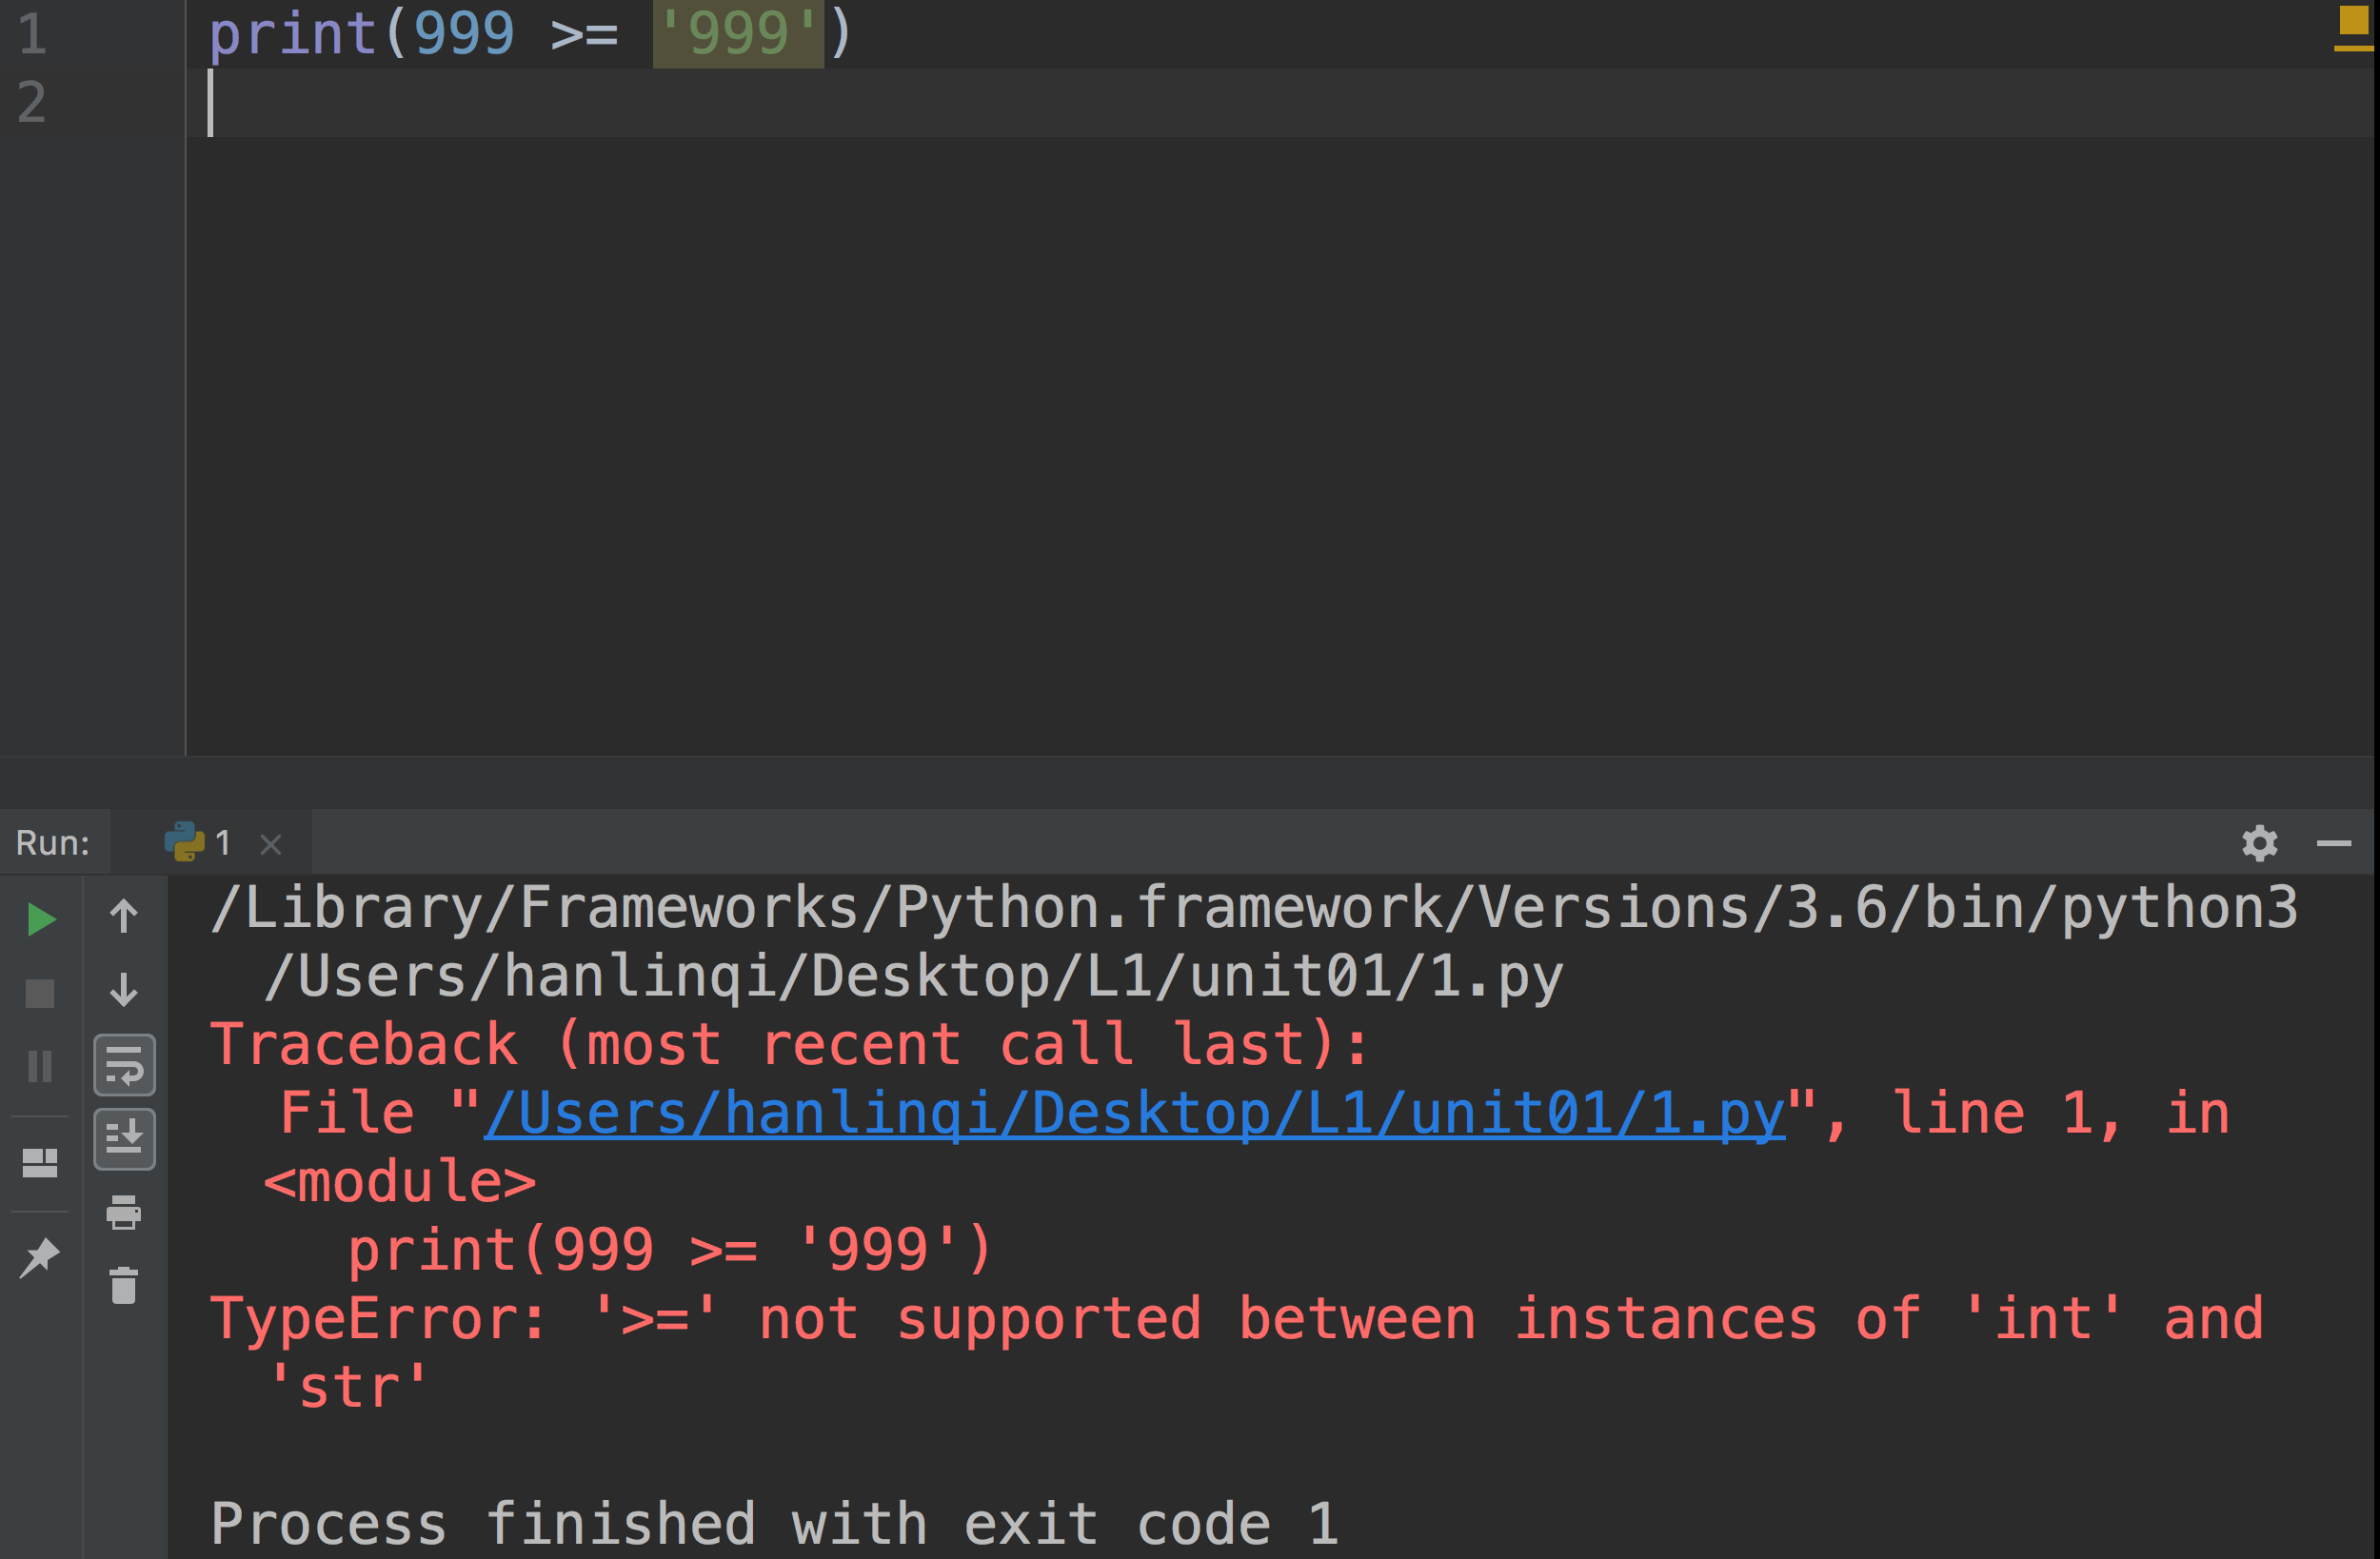 1 print(999 >= '999')
2
Run: 1 ×
/Library/Frameworks/Python.framework/Versions/3.6/bin/python3
/Users/hanlinqi/Desktop/L1/unit01/1.py
Traceback (most recent call last):
File "/Users/hanlinqi/Desktop/L1/unit01/1.py", line 1, in
<module>
print(999 >= '999')
TypeError: '>=' not supported between instances of 'int' and
'str'
Process finished with exit code 1